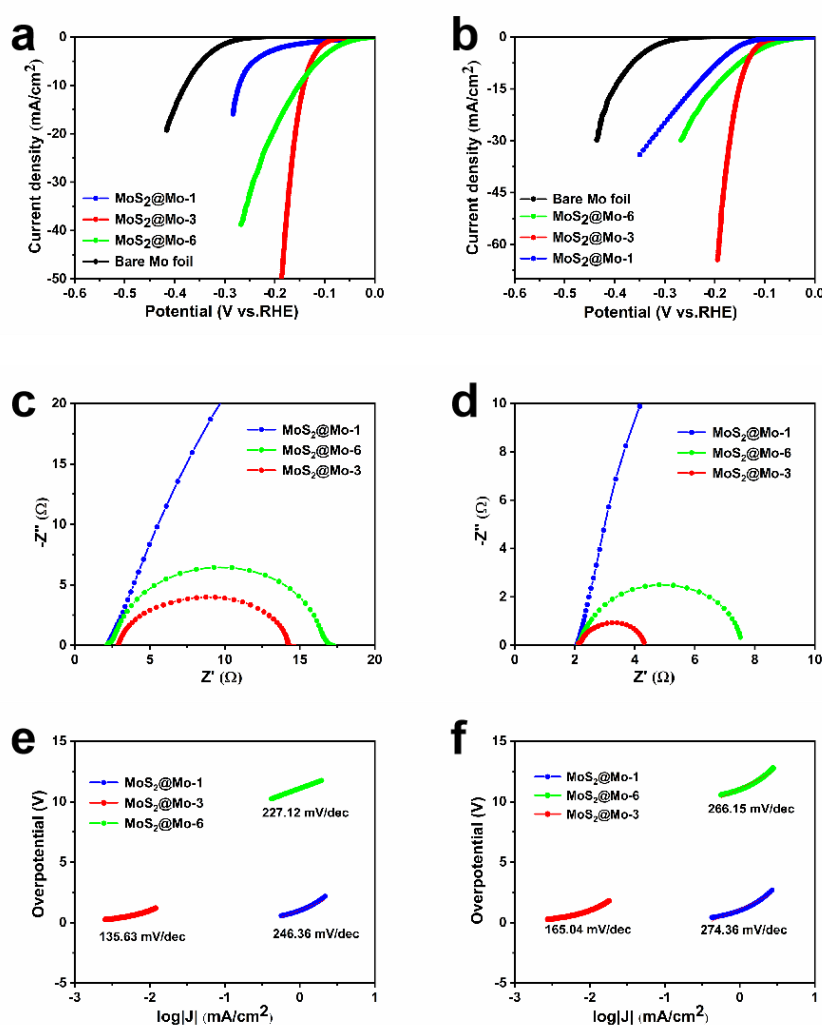 a
Current density (mA/cm²)
0
-10
-20
-30
-40
-50
MoS₂@Mo-1
MoS₂@Mo-3
MoS₂@Mo-6
Bare Mo foil
-0.6 -0.5 -0.4 -0.3 -0.2 -0.1 0.0
Potential (V vs.RHE)
b
Current density (mA/cm²)
0
-15
-30
-45
-60
Bare Mo foil
MoS₂@Mo-6
MoS₂@Mo-3
MoS₂@Mo-1
-0.6 -0.5 -0.4 -0.3 -0.2 -0.1 0.0
Potential (V vs.RHE)
c
-Z'' (Ω)
20
15
10
5
0
MoS₂@Mo-1
MoS₂@Mo-6
MoS₂@Mo-3
0 5 10 15 20
Z' (Ω)
d
-Z'' (Ω)
10
8
6
4
2
0
MoS₂@Mo-1
MoS₂@Mo-6
MoS₂@Mo-3
0 2 4 6 8 10
Z' (Ω)
e
Overpotential (V)
15
10
5
0
-5
MoS₂@Mo-1
MoS₂@Mo-3
MoS₂@Mo-6
227.12 mV/dec
135.63 mV/dec
246.36 mV/dec
-3 -2 -1 0 1
log|J| (mA/cm²)
f
Overpotential (V)
15
10
5
0
-5
MoS₂@Mo-1
MoS₂@Mo-6
MoS₂@Mo-3
266.15 mV/dec
165.04 mV/dec
274.36 mV/dec
-3 -2 -1 0 1
log|J| (mA/cm²)